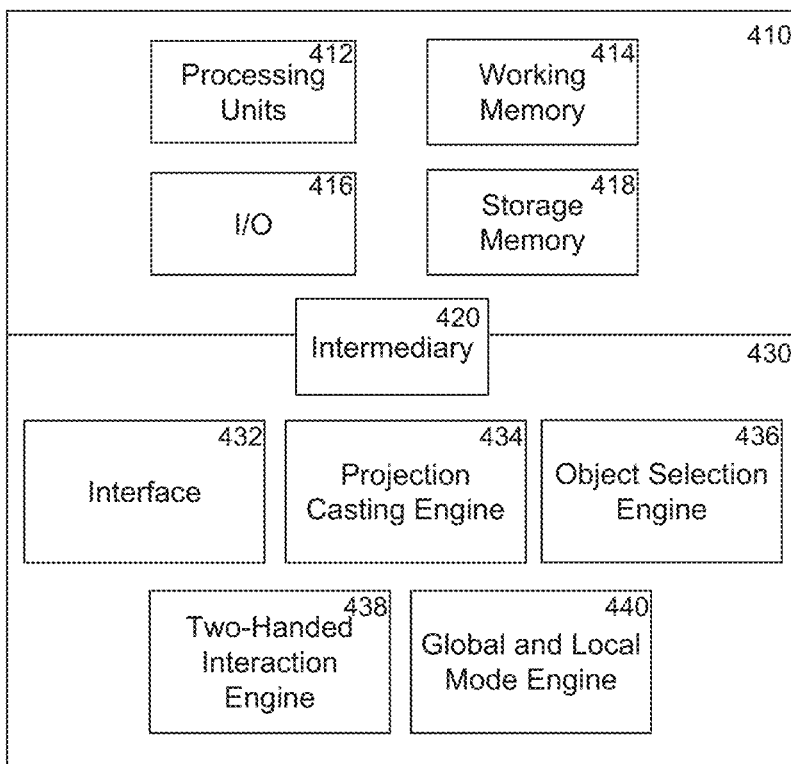 410
412
Processing
Units
414
Working
Memory
416
I/O
418
Storage
Memory
420
Intermediary
430
432
Interface
434
Projection
Casting Engine
436
Object Selection
Engine
438
Two-Handed
Interaction
Engine
440
Global and Local
Mode Engine